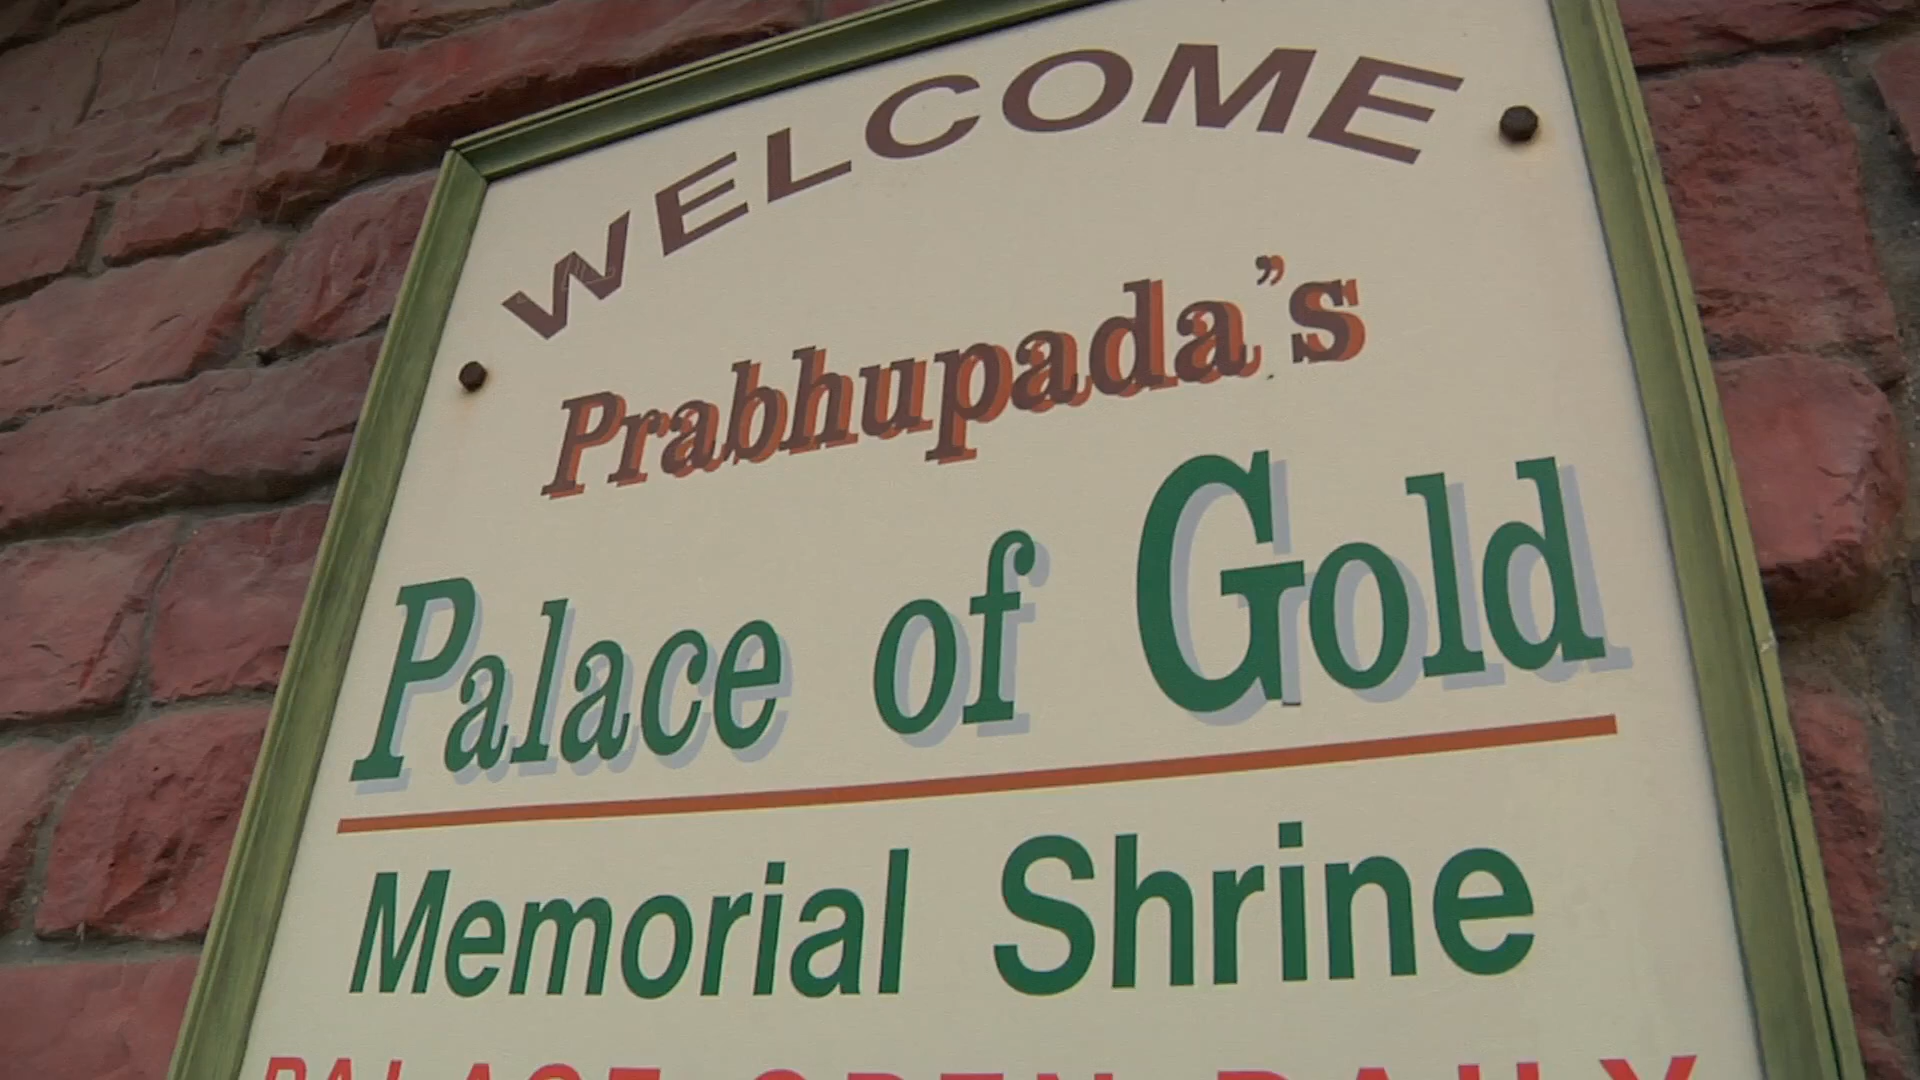 WELCOME
Prabhupada's
Palace of Gold
Memorial Shrine
PALACE OPEN DAILY